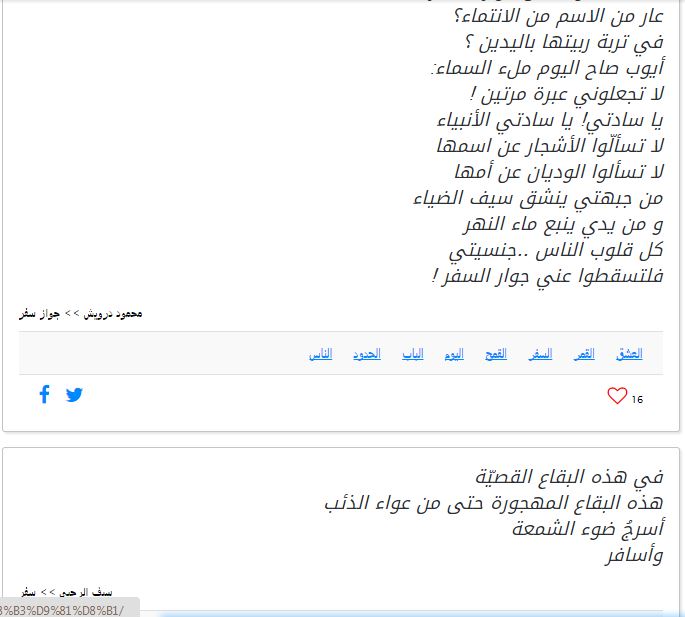 عار من الاسم من الانتماء؟
في تربة ربيتها باليدين ؟
أيوب صاح اليوم ملء السماء:
لا تجعلوني عبرة مرتين !
يا سادتي! يا سادتي الأنبياء
لا تسألّوا الأشجار عن اسمها
لا تسألوا الوديان عن أمها
من جبهتي ينشق سيف الضياء
و من يدي ينبع ماء النهر
كل قلوب الناس ..جنسيتي
فلتسقطوا عني جوار السفر !
محمود درويش >> جواز سفر
العشق القمر السفر القمح اليوم الباب الحدود الناس
16
في هذه البقاع القصيّة
هذه البقاع المهجورة حتى من عواء الذئب
أسرجُ ضوء الشمعة
وأسافر
سيف الرحبي >> سفر
%B3%D9%81%D8%B1/